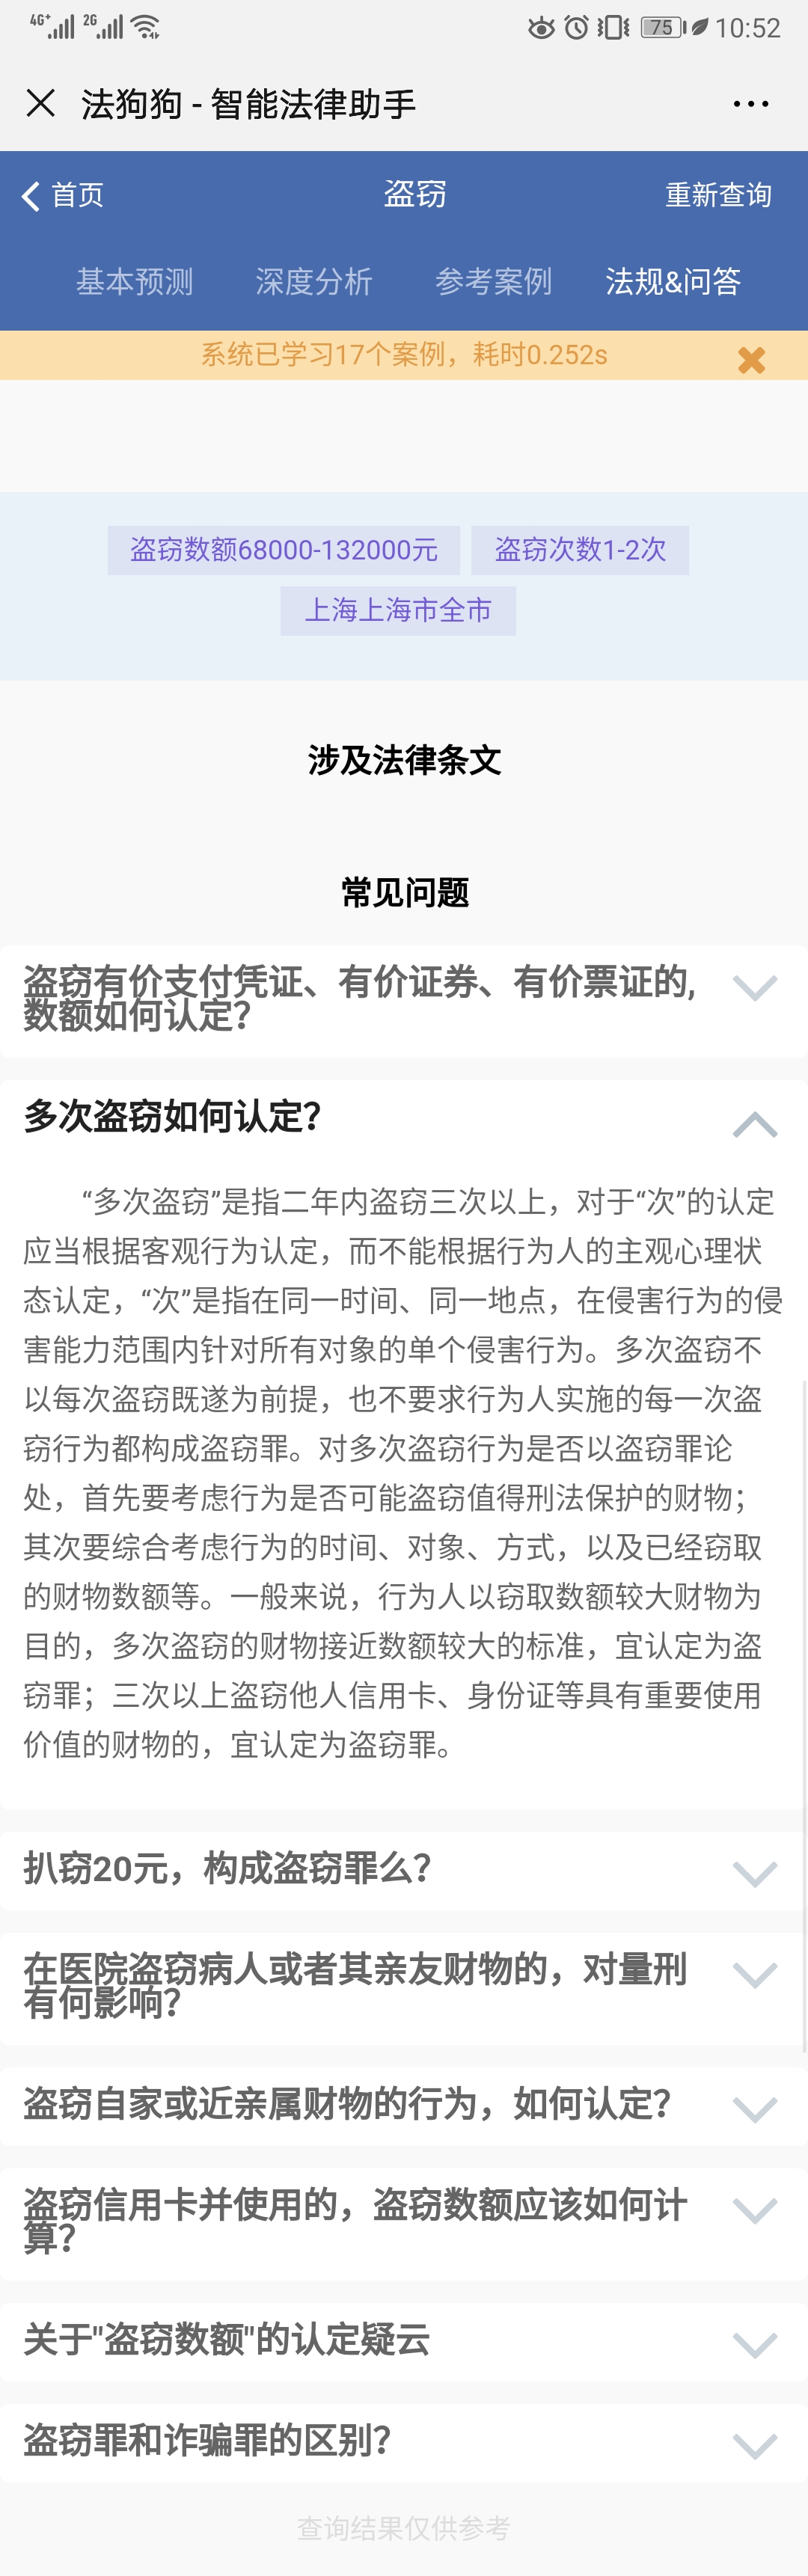 4G+ 2G 75 10:52
法狗狗 - 智能法律助手
首页 盗窃 重新查询
基本预测 深度分析 参考案例 法规&问答
系统已学习17个案例，耗时0.252s
盗窃数额68000-132000元 盗窃次数1-2次
上海上海市全市
涉及法律条文
常见问题
盗窃有价支付凭证、有价证券、有价票证的,
数额如何认定？
多次盗窃如何认定？
“多次盗窃”是指二年内盗窃三次以上，对于“次”的认定
应当根据客观行为认定，而不能根据行为人的主观心理状
态认定，“次”是指在同一时间、同一地点，在侵害行为的侵
害能力范围内针对所有对象的单个侵害行为。多次盗窃不
以每次盗窃既遂为前提，也不要求行为人实施的每一次盗
窃行为都构成盗窃罪。对多次盗窃行为是否以盗窃罪论
处，首先要考虑行为是否可能盗窃值得刑法保护的财物；
其次要综合考虑行为的时间、对象、方式，以及已经窃取
的财物数额等。一般来说，行为人以窃取数额较大财物为
目的，多次盗窃的财物接近数额较大的标准，宜认定为盗
窃罪；三次以上盗窃他人信用卡、身份证等具有重要使用
价值的财物的，宜认定为盗窃罪。
扒窃20元，构成盗窃罪么？
在医院盗窃病人或者其亲友财物的，对量刑
有何影响？
盗窃自家或近亲属财物的行为，如何认定？
盗窃信用卡并使用的，盗窃数额应该如何计
算？
关于"盗窃数额"的认定疑云
盗窃罪和诈骗罪的区别？
查询结果仅供参考